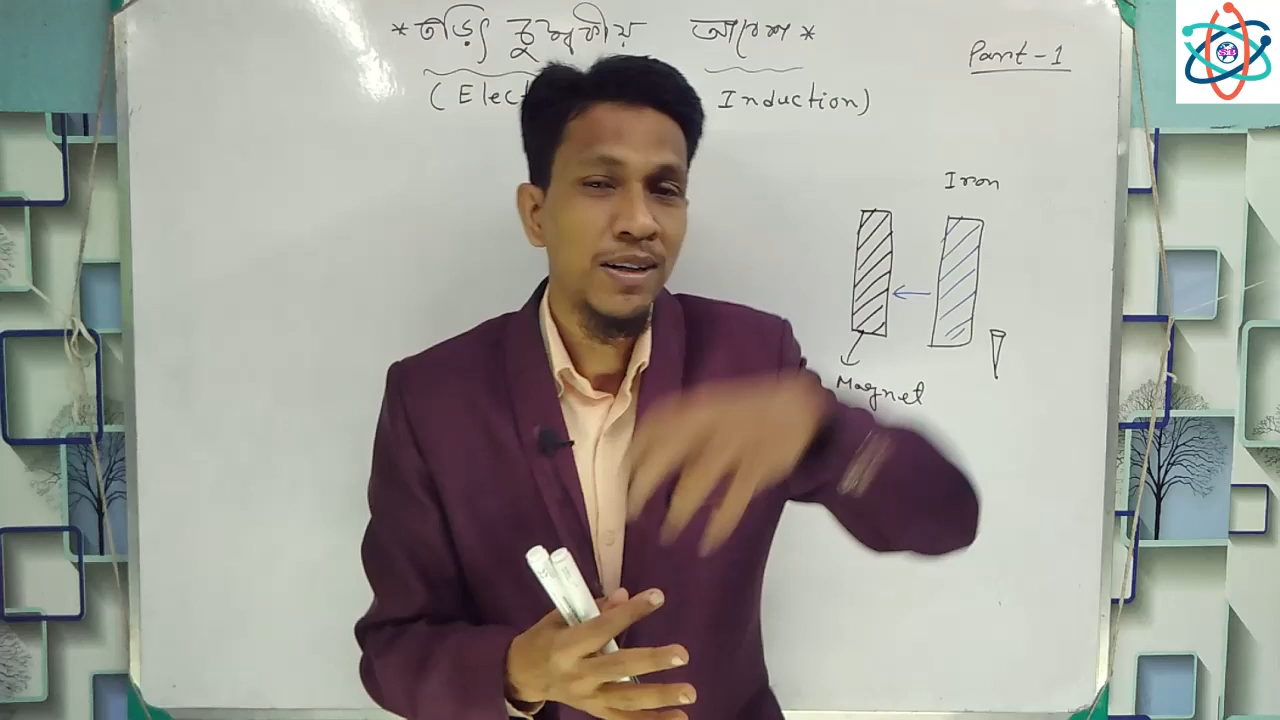 *তড়িৎ চুম্বকীয় আবেশ*
Part-1
(Elect Induction)
Iron
Magnet